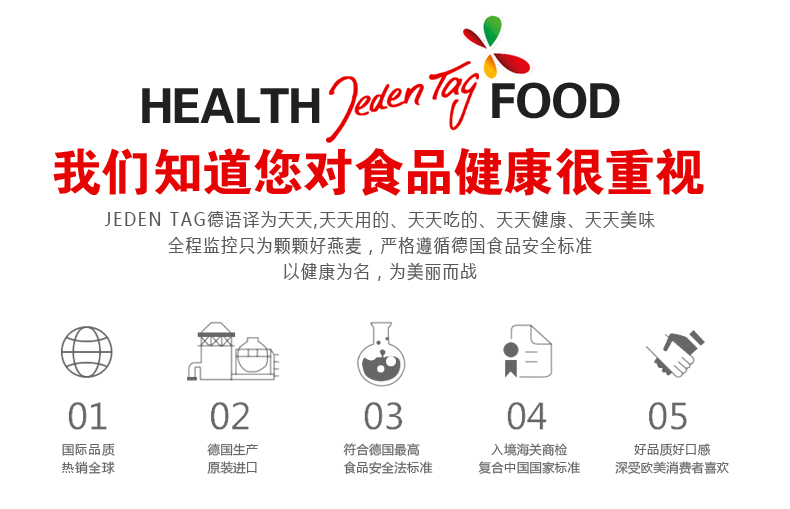 HEALTH Jeden Tag FOOD
我们知道您对食品健康很重视
JEDEN TAG德语译为天天,天天用的、天天吃的、天天健康、天天美味
全程监控只为颗颗好燕麦，严格遵循德国食品安全标准
以健康为名，为美丽而战
01 02 03 04 05
国际品质 德国生产 符合德国最高 入境海关商检 好品质好口感
热销全球 原装进口 食品安全法标准 复合中国国家标准 深受欧美消费者喜欢